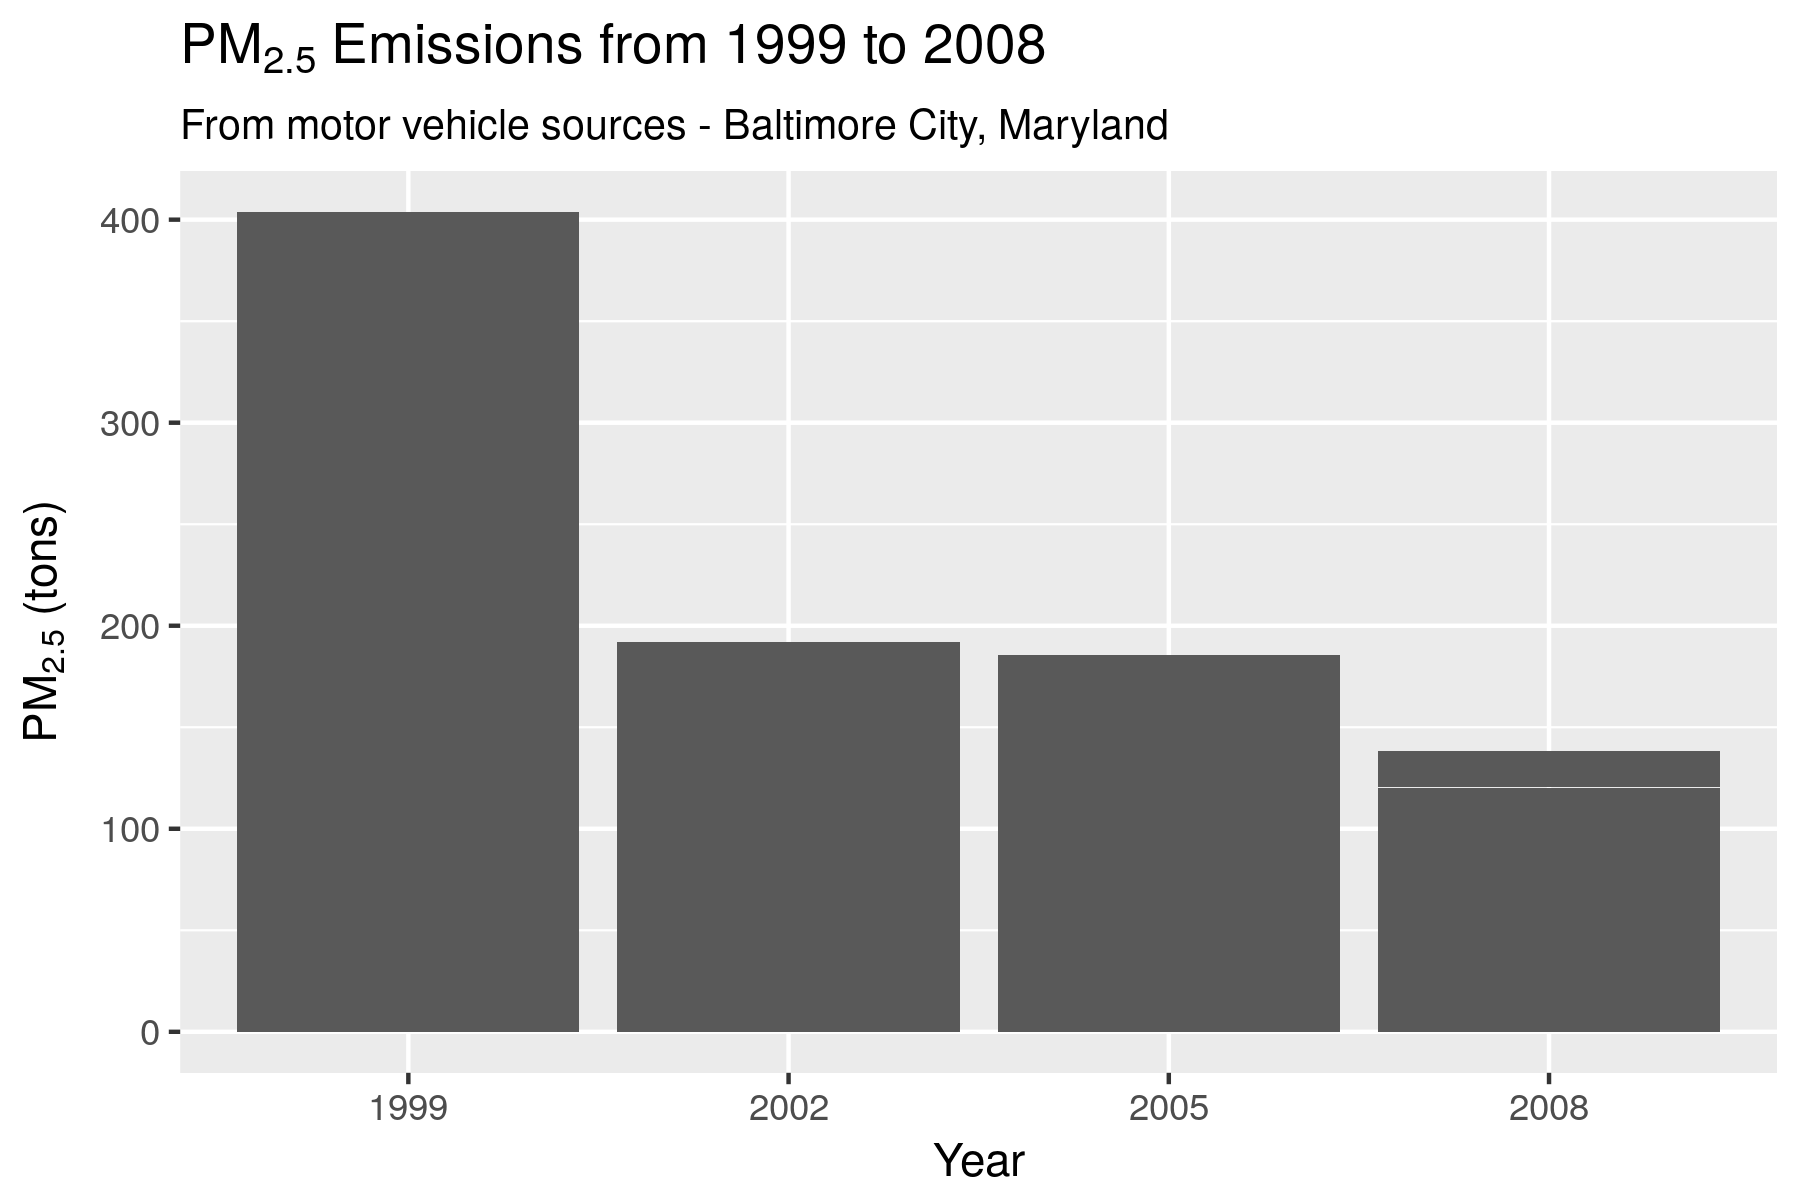 PM2.5 Emissions from 1999 to 2008
From motor vehicle sources - Baltimore City, Maryland
PM2.5 (tons)
400
300
200
100
0
1999 2002 2005 2008
Year